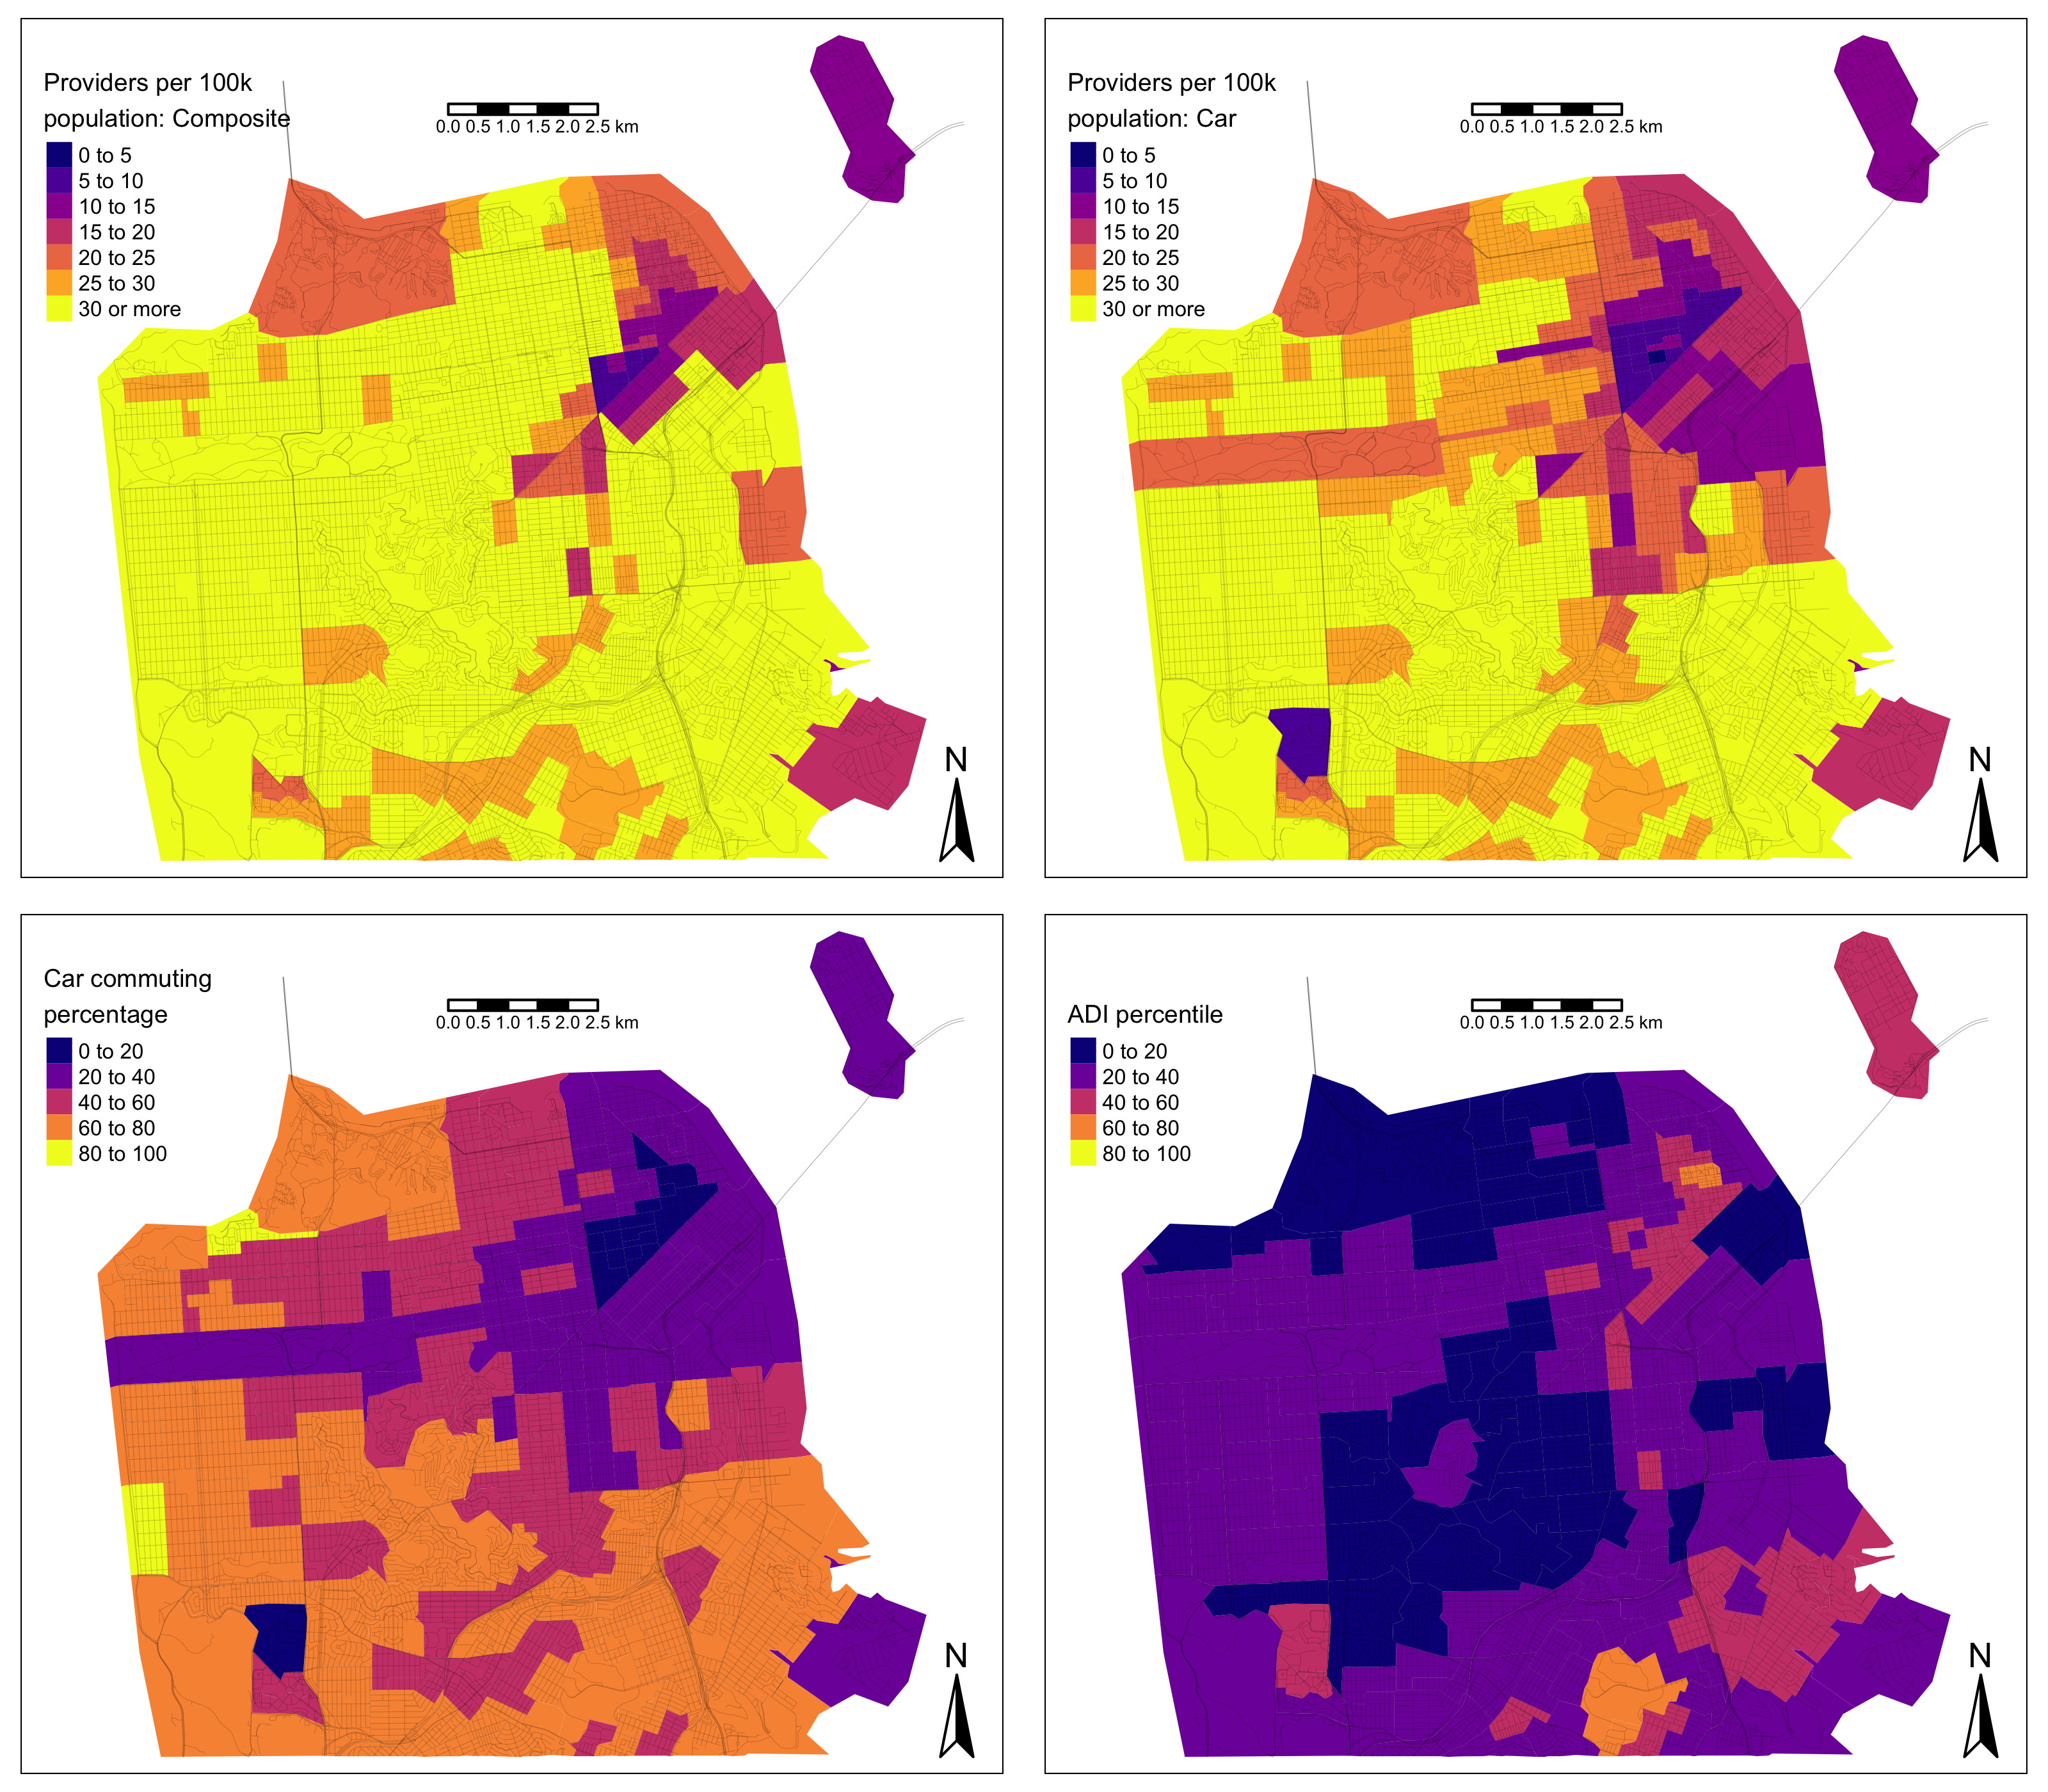 Providers per 100k
population: Composite
0 to 5
5 to 10
10 to 15
15 to 20
20 to 25
25 to 30
30 or more
0.0 0.5 1.0 1.5 2.0 2.5 km
N
Providers per 100k
population: Car
0 to 5
5 to 10
10 to 15
15 to 20
20 to 25
25 to 30
30 or more
0.0 0.5 1.0 1.5 2.0 2.5 km
N
Car commuting
percentage
0 to 20
20 to 40
40 to 60
60 to 80
80 to 100
0.0 0.5 1.0 1.5 2.0 2.5 km
N
ADI percentile
0 to 20
20 to 40
40 to 60
60 to 80
80 to 100
0.0 0.5 1.0 1.5 2.0 2.5 km
N